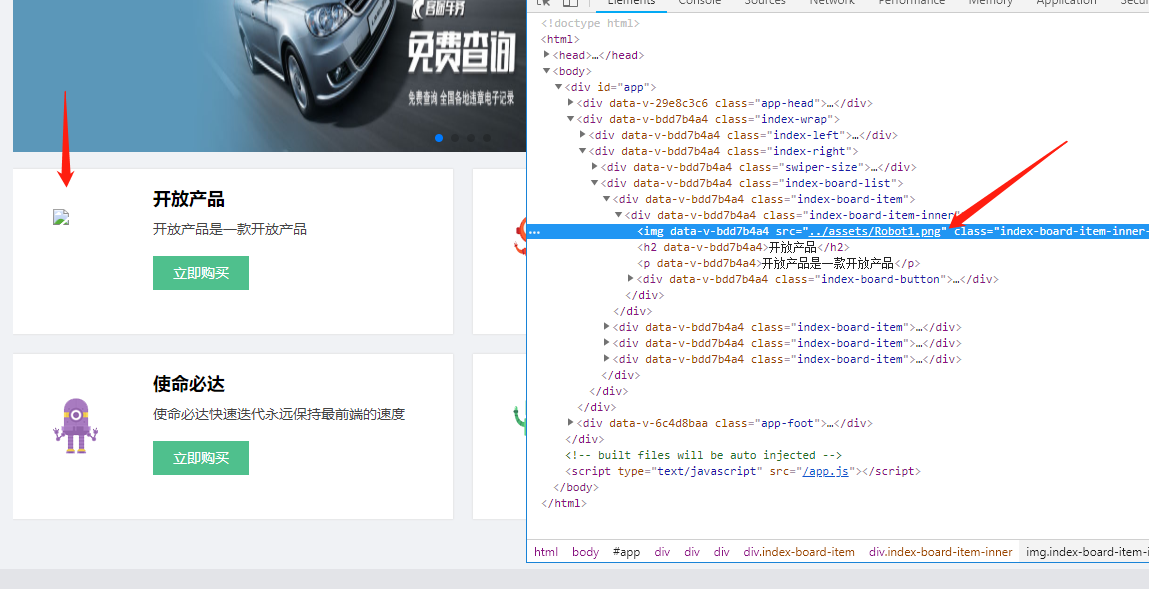 Elements Console Sources Network Performance Memory Application
免费查询
免费查询 全国各地违章电子记录
开放产品
开放产品是一款开放产品
立即购买
使命必达
使命必达快速迭代永远保持最前端的速度
立即购买
<!doctype html>
<html>
<head>…</head>
<body>
<div id="app">
<div data-v-29e8c3c6 class="app-head">…</div>
<div data-v-bdd7b4a4 class="index-wrap">
<div data-v-bdd7b4a4 class="index-left">…</div>
<div data-v-bdd7b4a4 class="index-right">
<div data-v-bdd7b4a4 class="swiper-size">…</div>
<div data-v-bdd7b4a4 class="index-board-list">
<div data-v-bdd7b4a4 class="index-board-item">
<div data-v-bdd7b4a4 class="index-board-item-inner"
<img data-v-bdd7b4a4 src="../assets/Robot1.png" class="index-board-item-inner-
<h2 data-v-bdd7b4a4>开放产品</h2>
<p data-v-bdd7b4a4>开放产品是一款开放产品</p>
<div data-v-bdd7b4a4 class="index-board-button">…</div>
</div>
</div>
<div data-v-bdd7b4a4 class="index-board-item">…</div>
<div data-v-bdd7b4a4 class="index-board-item">…</div>
<div data-v-bdd7b4a4 class="index-board-item">…</div>
</div>
</div>
</div>
<div data-v-6c4d8baa class="app-foot">…</div>
</div>
<!-- built files will be auto injected -->
<script type="text/javascript" src="/app.js"></script>
</body>
</html>
html body #app div div div div.index-board-item div.index-board-item-inner img.index-board-item-i